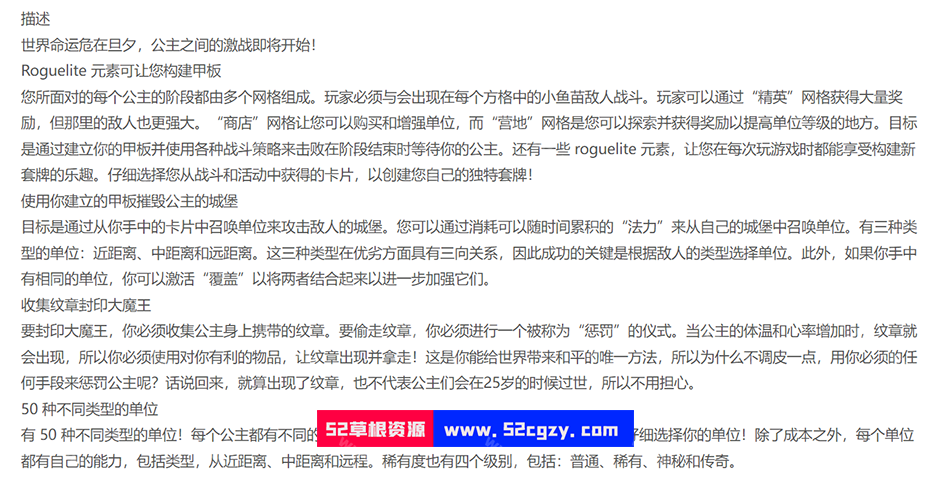 描述
世界命运危在旦夕，公主之间的激战即将开始！
Roguelite 元素可让您构建甲板
您所面对的每个公主的阶段都由多个网格组成。玩家必须与会出现在每个方格中的小鱼苗敌人战斗。玩家可以通过“精英”网格获得大量奖
励，但那里的敌人也更强大。 “商店”网格让您可以购买和增强单位，而“营地”网格是您可以探索并获得奖励以提高单位等级的地方。目标
是通过建立你的甲板并使用各种战斗策略来击败在阶段结束时等待你的公主。还有一些 roguelite 元素，让您在每次玩游戏时都能享受构建新
套牌的乐趣。仔细选择您从战斗和活动中获得的卡片，以创建您自己的独特套牌！
使用你建立的甲板摧毁公主的城堡
目标是通过从你手中的卡片中召唤单位来攻击敌人的城堡。您可以通过消耗可以随时间累积的“法力”来从自己的城堡中召唤单位。有三种类
型的单位：近距离、中距离和远距离。这三种类型在优劣方面具有三向关系，因此成功的关键是根据敌人的类型选择单位。此外，如果你手中
有相同的单位，你可以激活“覆盖”以将两者结合起来以进一步加强它们。
收集纹章封印大魔王
要封印大魔王，你必须收集公主身上携带的纹章。要偷走纹章，你必须进行一个被称为“惩罚”的仪式。当公主的体温和心率增加时，纹章就
会出现，所以你必须使用对你有利的物品，让纹章出现并拿走！这是你能给世界带来和平的唯一方法，所以为什么不调皮一点，用你必须的任
何手段来惩罚公主呢？话说回来，就算出现了纹章，也不代表公主们会在25岁的时候过世，所以不用担心。
50 种不同类型的单位
有 50 种不同类型的单位！每个公主都有不同的 52草根资源 www.52cgzy.com 仔细选择你的单位！除了成本之外，每个单位
都有自己的能力，包括类型，从近距离、中距离和远程。稀有度也有四个级别，包括：普通、稀有、神秘和传奇。